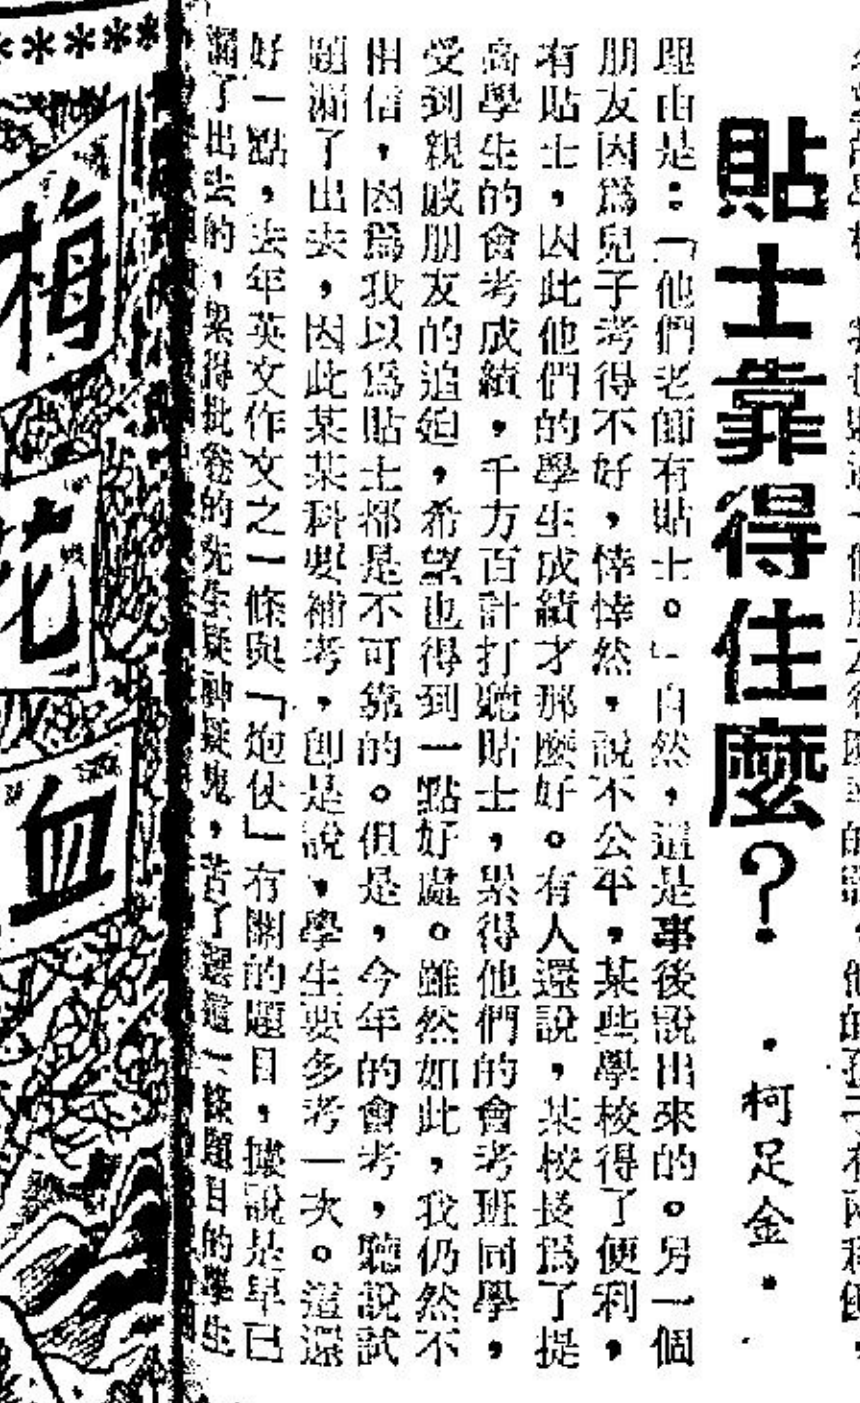 貼士靠得住麼？
·柯足金·
理由是：「他們老師有貼士。」自然，這是事後說出來的。另一個
朋友因爲兒子考得不好，悻悻然，說不公平，某些學校得了便利，
有貼士，因此他們的學生成績才那麼好。有人還說，某校長爲了提
高學生的會考成績，千方百計打聽貼士，累得他們的會考班同學，
受到親戚朋友的追迫，希望也得到一點好處。雖然如此，我仍然不
相信，因爲我以爲貼士都是不可靠的。但是，今年的會考，聽說試
題漏了出去，因此某某科要補考，卽是說，學生要多考一次。這還
好一點，去年英文作文之一條與「炮仗」有關的題目，據說是早已
漏了出去的，累得批卷的先生疑神疑鬼，苦了選這一條題目的學生
梅花血